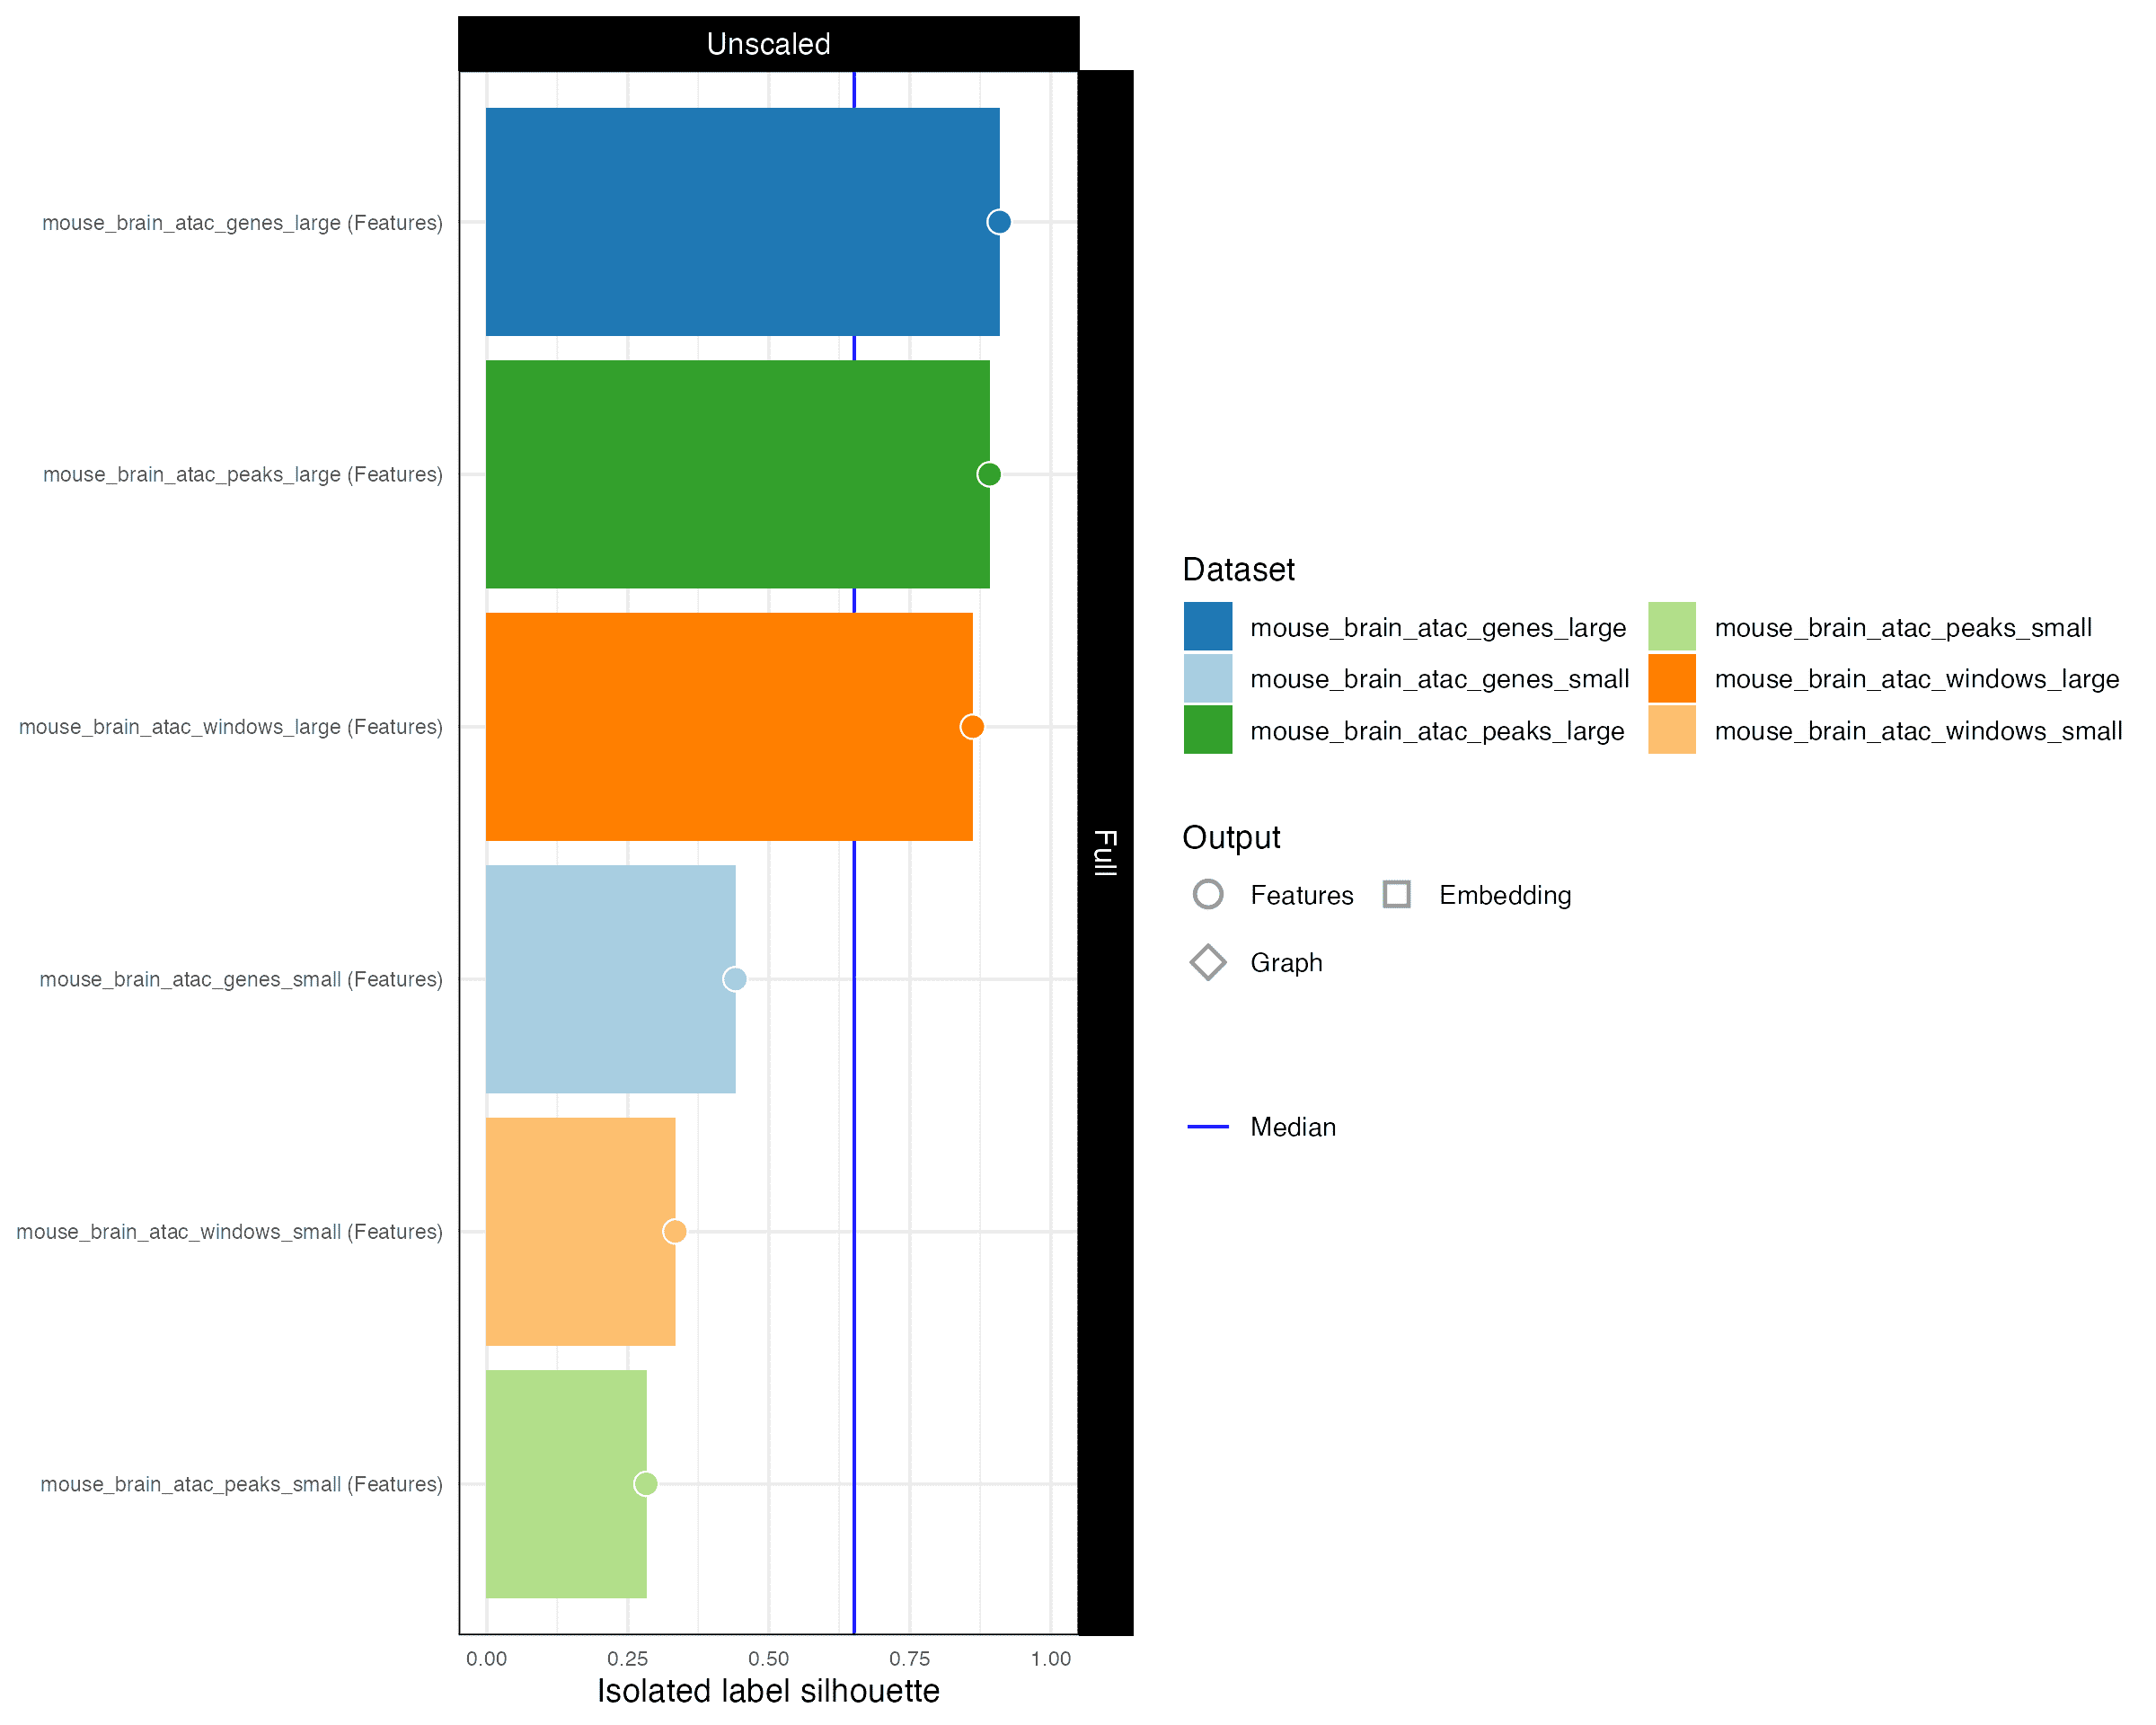 Unscaled
mouse_brain_atac_genes_large (Features)
mouse_brain_atac_peaks_large (Features)
mouse_brain_atac_windows_large (Features)
mouse_brain_atac_genes_small (Features)
mouse_brain_atac_windows_small (Features)
mouse_brain_atac_peaks_small (Features)
0.00 0.25 0.50 0.75 1.00
Isolated label silhouette
Full
Dataset
mouse_brain_atac_genes_large mouse_brain_atac_peaks_small
mouse_brain_atac_genes_small mouse_brain_atac_windows_large
mouse_brain_atac_peaks_large mouse_brain_atac_windows_small
Output
Features Embedding
Graph
Median